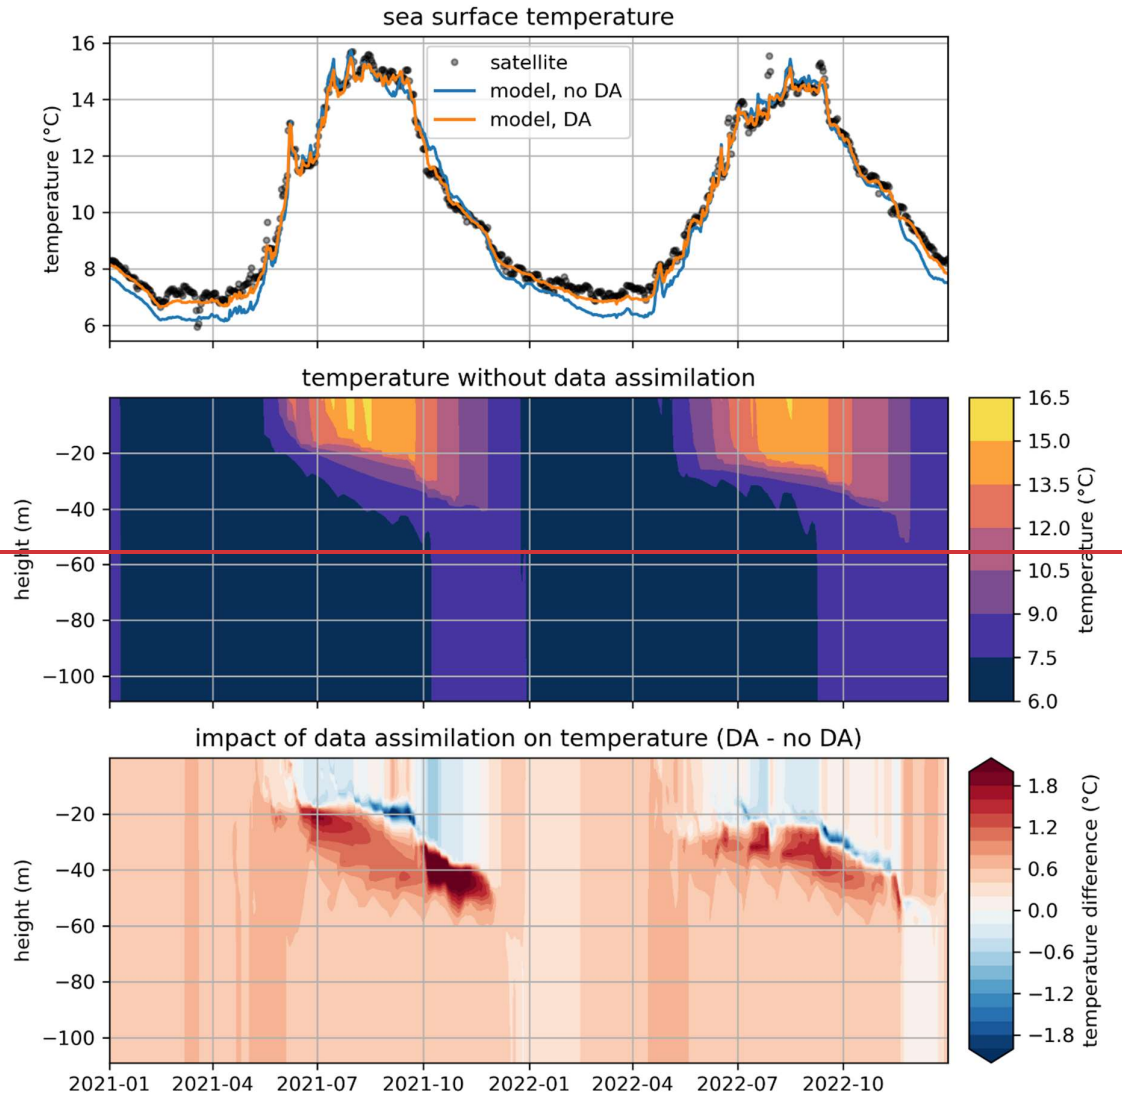 sea surface temperature
16
14
12
10
8
6
temperature (°C)
satellite
model, no DA
model, DA
temperature without data assimilation
−20
−40
−60
−80
−100
height (m)
16.5
15.0
13.5
12.0
10.5
9.0
7.5
6.0
temperature (°C)
impact of data assimilation on temperature (DA - no DA)
−20
−40
−60
−80
−100
height (m)
1.8
1.2
0.6
0.0
−0.6
−1.2
−1.8
temperature difference (°C)
2021-01 2021-04 2021-07 2021-10 2022-01 2022-04 2022-07 2022-10